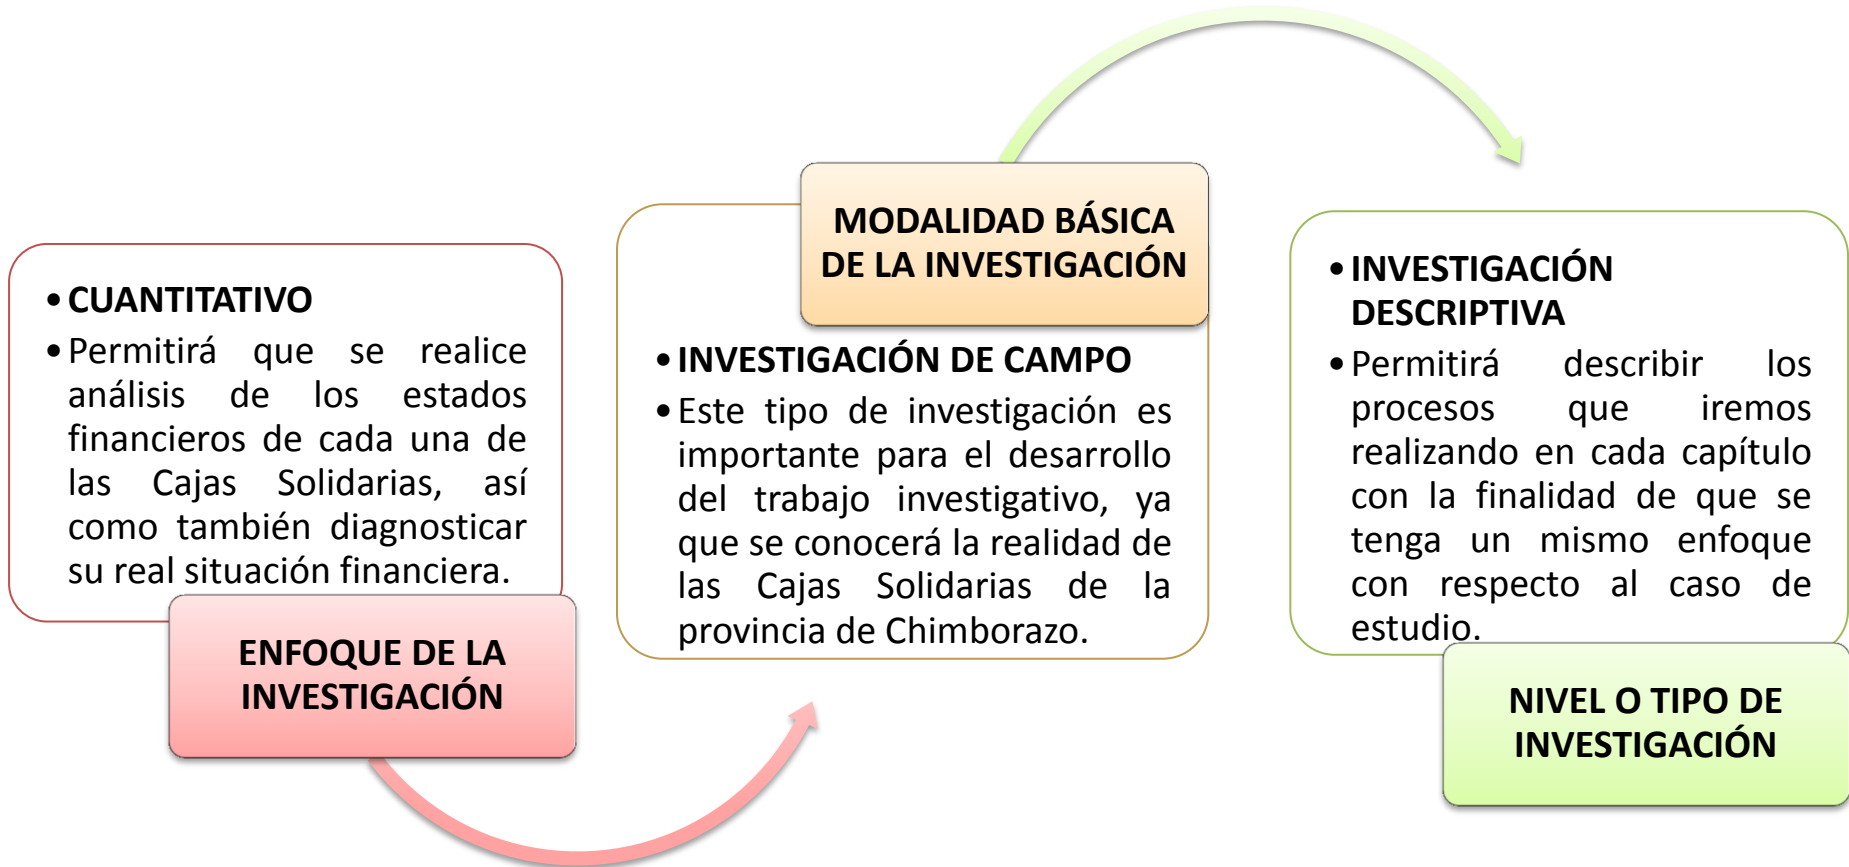 • CUANTITATIVO
• Permitirá que se realice
análisis de los estados
financieros de cada una de
las Cajas Solidarias, así
como también diagnosticar
su real situación financiera.
ENFOQUE DE LA
INVESTIGACIÓN
MODALIDAD BÁSICA
DE LA INVESTIGACIÓN
• INVESTIGACIÓN DE CAMPO
• Este tipo de investigación es
importante para el desarrollo
del trabajo investigativo, ya
que se conocerá la realidad de
las Cajas Solidarias de la
provincia de Chimborazo.
• INVESTIGACIÓN
DESCRIPTIVA
• Permitirá describir los
procesos que iremos
realizando en cada capítulo
con la finalidad de que se
tenga un mismo enfoque
con respecto al caso de
estudio.
NIVEL O TIPO DE
INVESTIGACIÓN